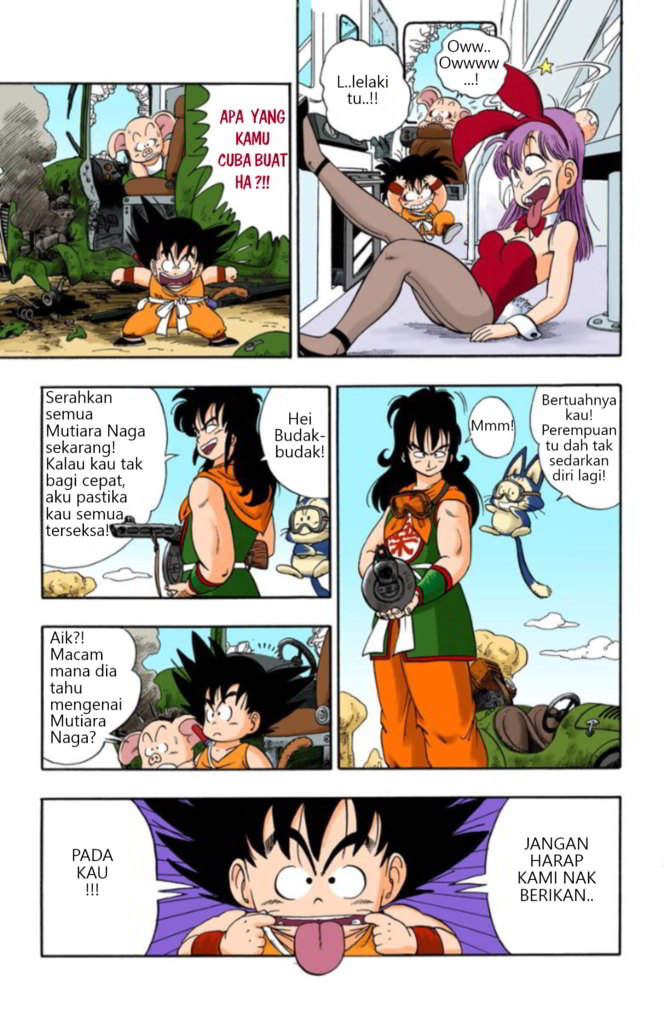 Oww..
Owwww
...!
L..lelaki
tu..!!
APA YANG
KAMU
CUBA BUAT
HA ?!!
Bertuahnya
kau!
Perempuan
tu dah tak
sedarkan
diri lagi!
Mmm!
Hei
Budak-
budak!
Serahkan
semua
Mutiara Naga
sekarang!
Kalau kau tak
bagi cepat,
aku pastika
kau semua
terseksa!
Aik?!
Macam
mana dia
tahu
mengenai
Mutiara
Naga?
JANGAN
HARAP
KAMI NAK
BERIKAN..
PADA
KAU
!!!